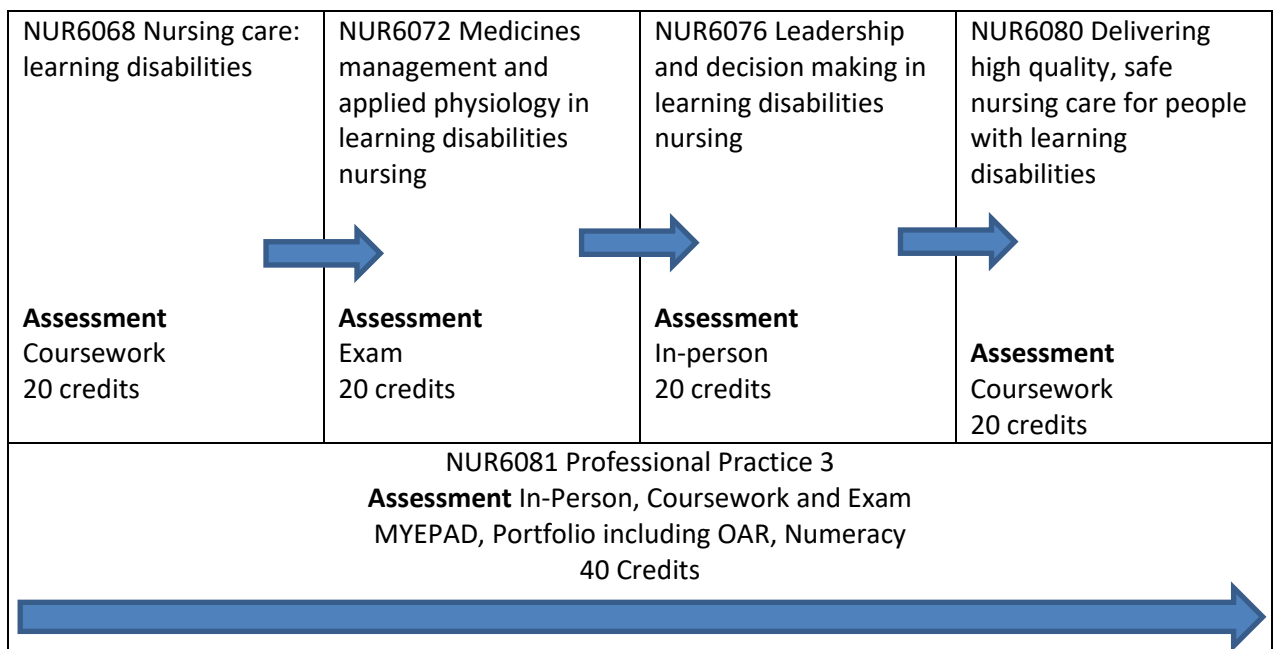 NUR6068 Nursing care:
learning disabilities
Assessment
Coursework
20 credits
NUR6072 Medicines
management and
applied physiology in
learning disabilities
nursing
Assessment
Exam
20 credits
NUR6076 Leadership
and decision making in
learning disabilities
nursing
Assessment
In-person
20 credits
NUR6080 Delivering
high quality, safe
nursing care for people
with learning
disabilities
Assessment
Coursework
20 credits
NUR6081 Professional Practice 3
Assessment In-Person, Coursework and Exam
MYEPAD, Portfolio including OAR, Numeracy
40 Credits